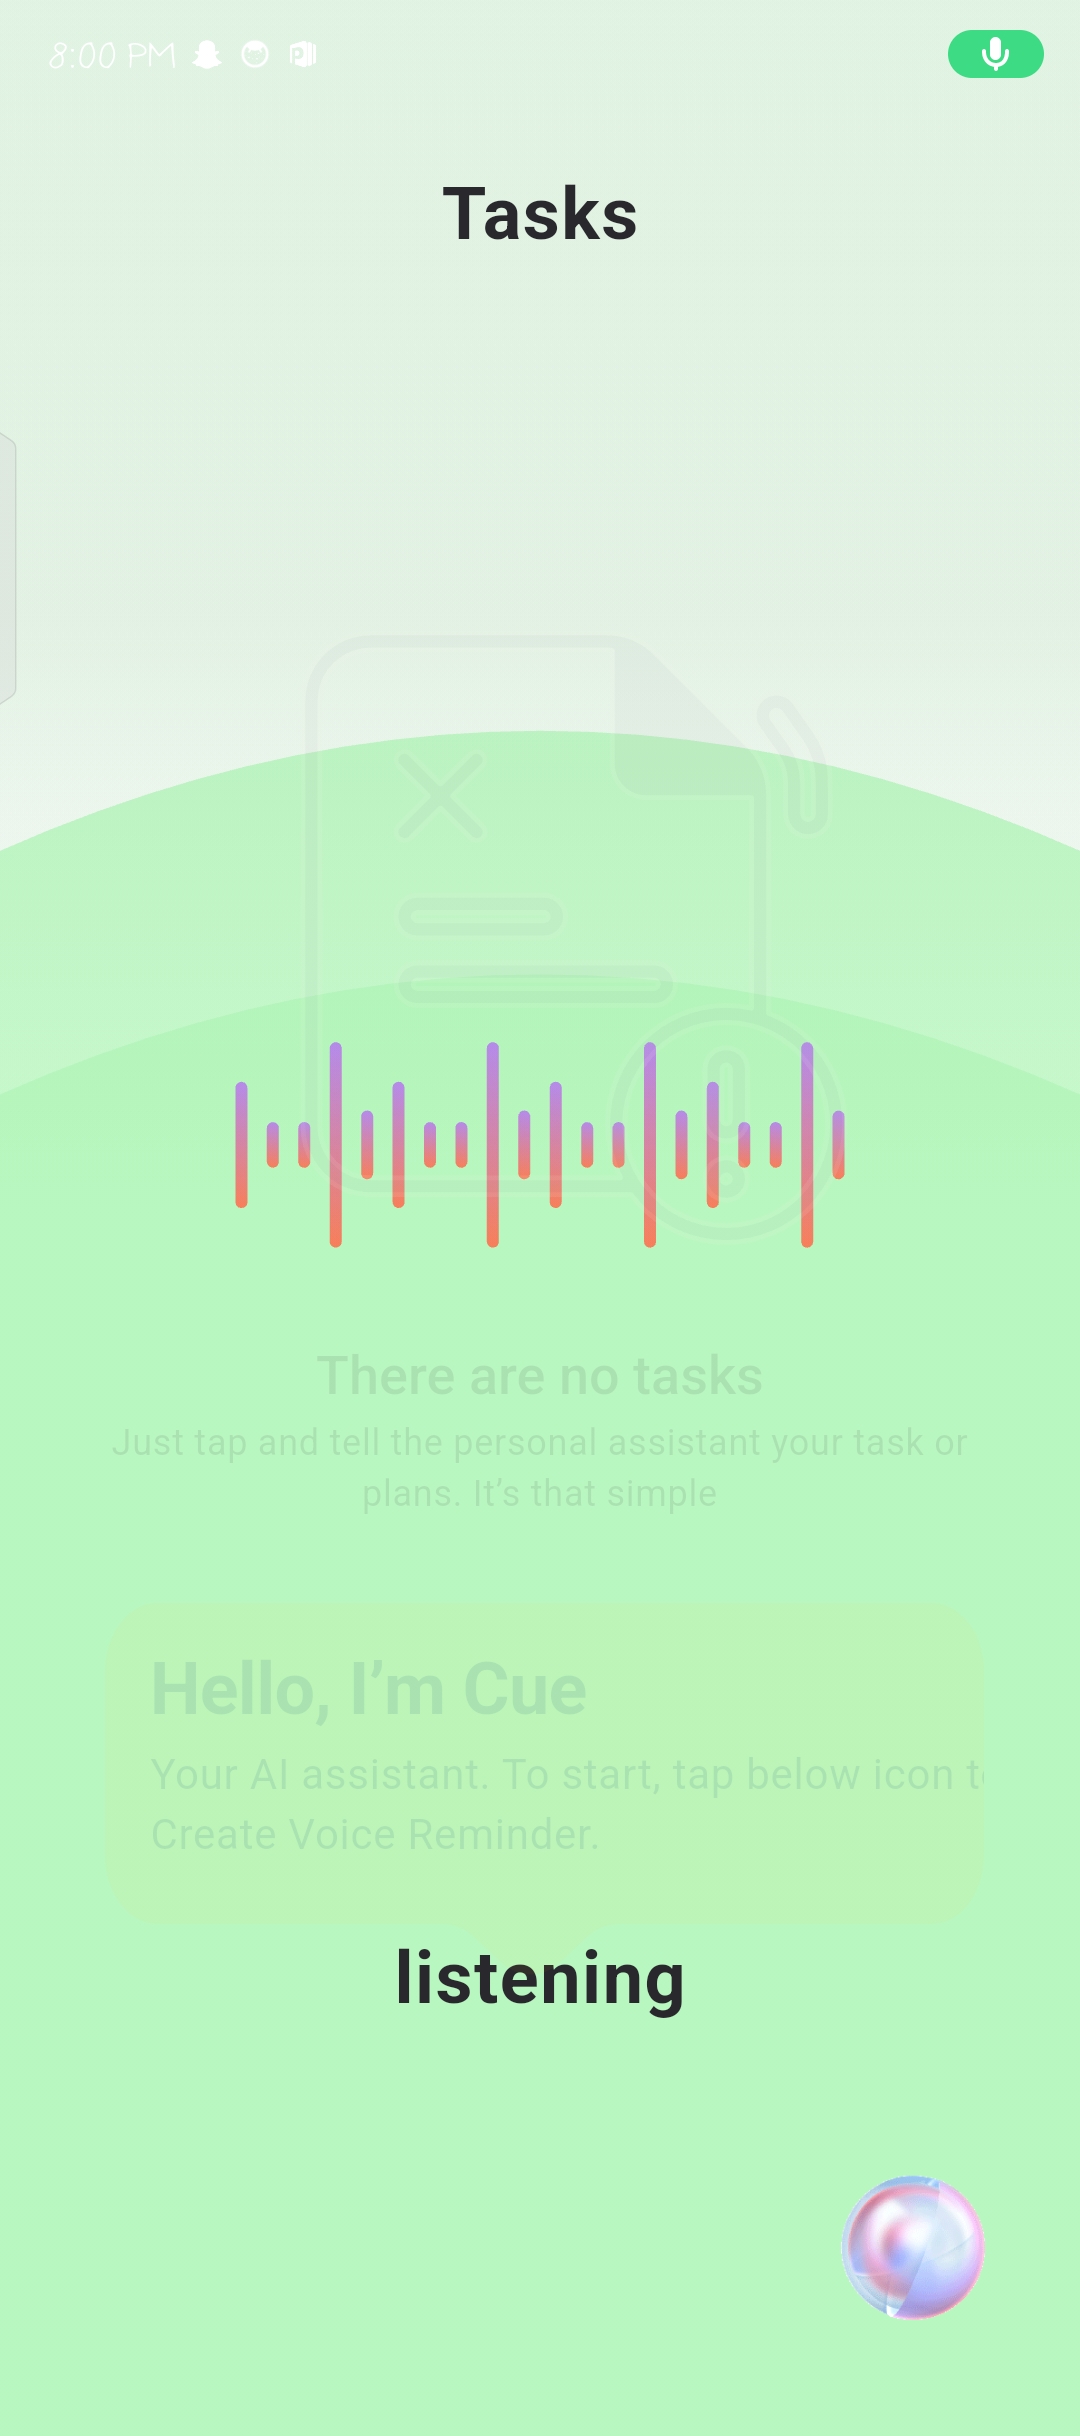 8:00 PM
Tasks
There are no tasks
Just tap and tell the personal assistant your task or
plans. It’s that simple
Hello, I’m Cue
Your AI assistant. To start, tap below icon
Create Voice Reminder.
listening